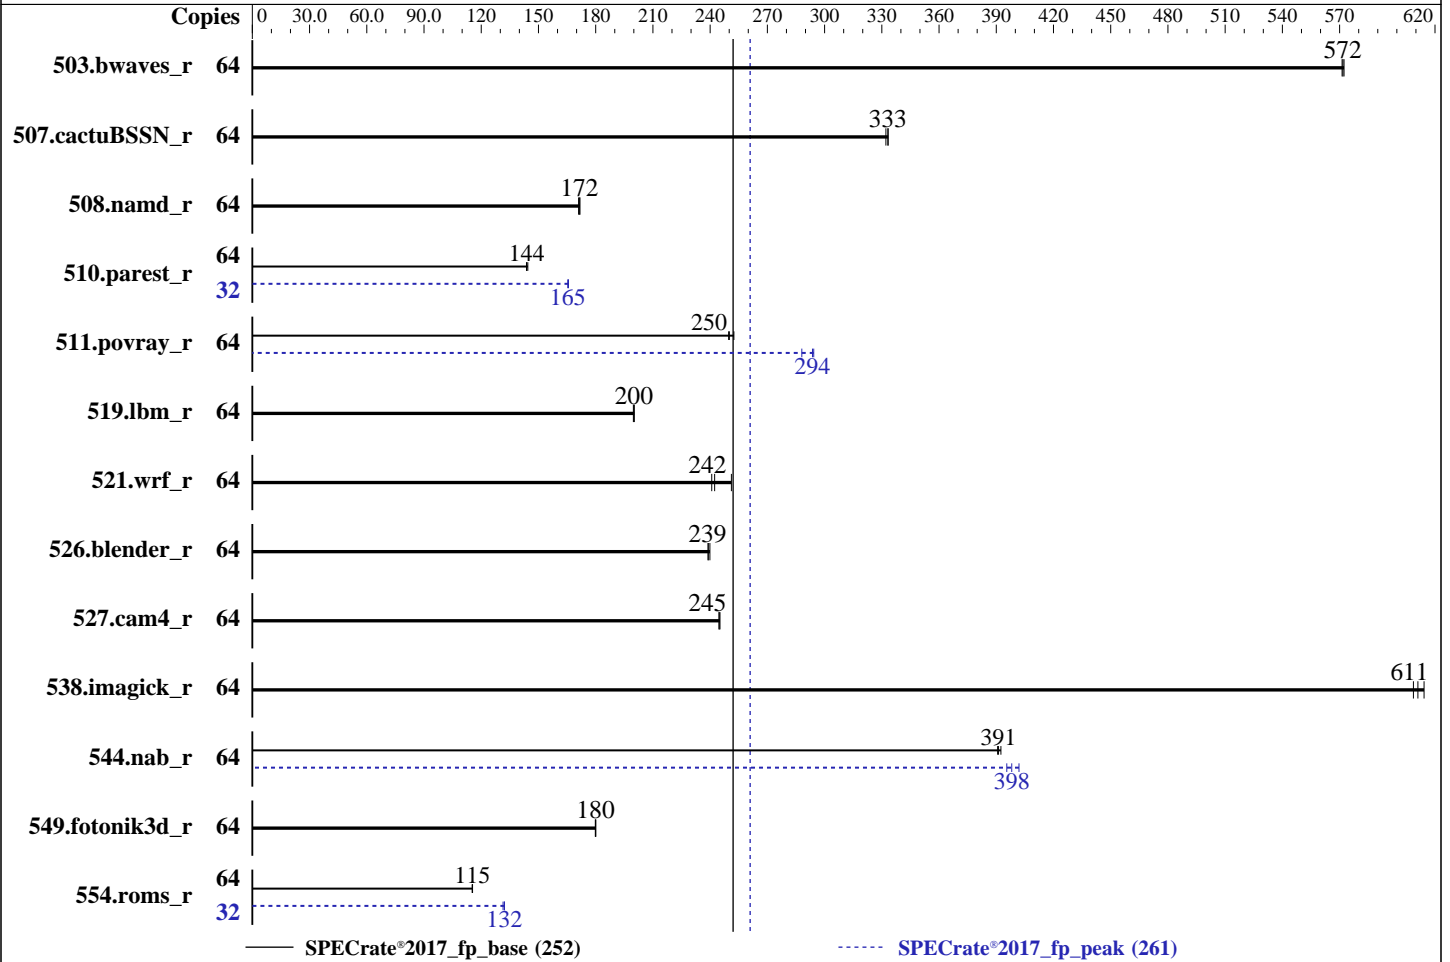 Copies 0 30.0 60.0 90.0 120 150 180 210 240 270 300 330 360 390 420 450 480 510 540 570 620
572
503.bwaves_r 64
333
507.cactuBSSN_r 64
172
508.namd_r 64
64 144
510.parest_r
32 165
250
511.povray_r 64
294
200
519.lbm_r 64
242
521.wrf_r 64
239
526.blender_r 64
245
527.cam4_r 64
611
538.imagick_r 64
391
544.nab_r 64
398
180
549.fotonik3d_r 64
64 115
554.roms_r
32 132
SPECrate®2017_fp_base (252) SPECrate®2017_fp_peak (261)